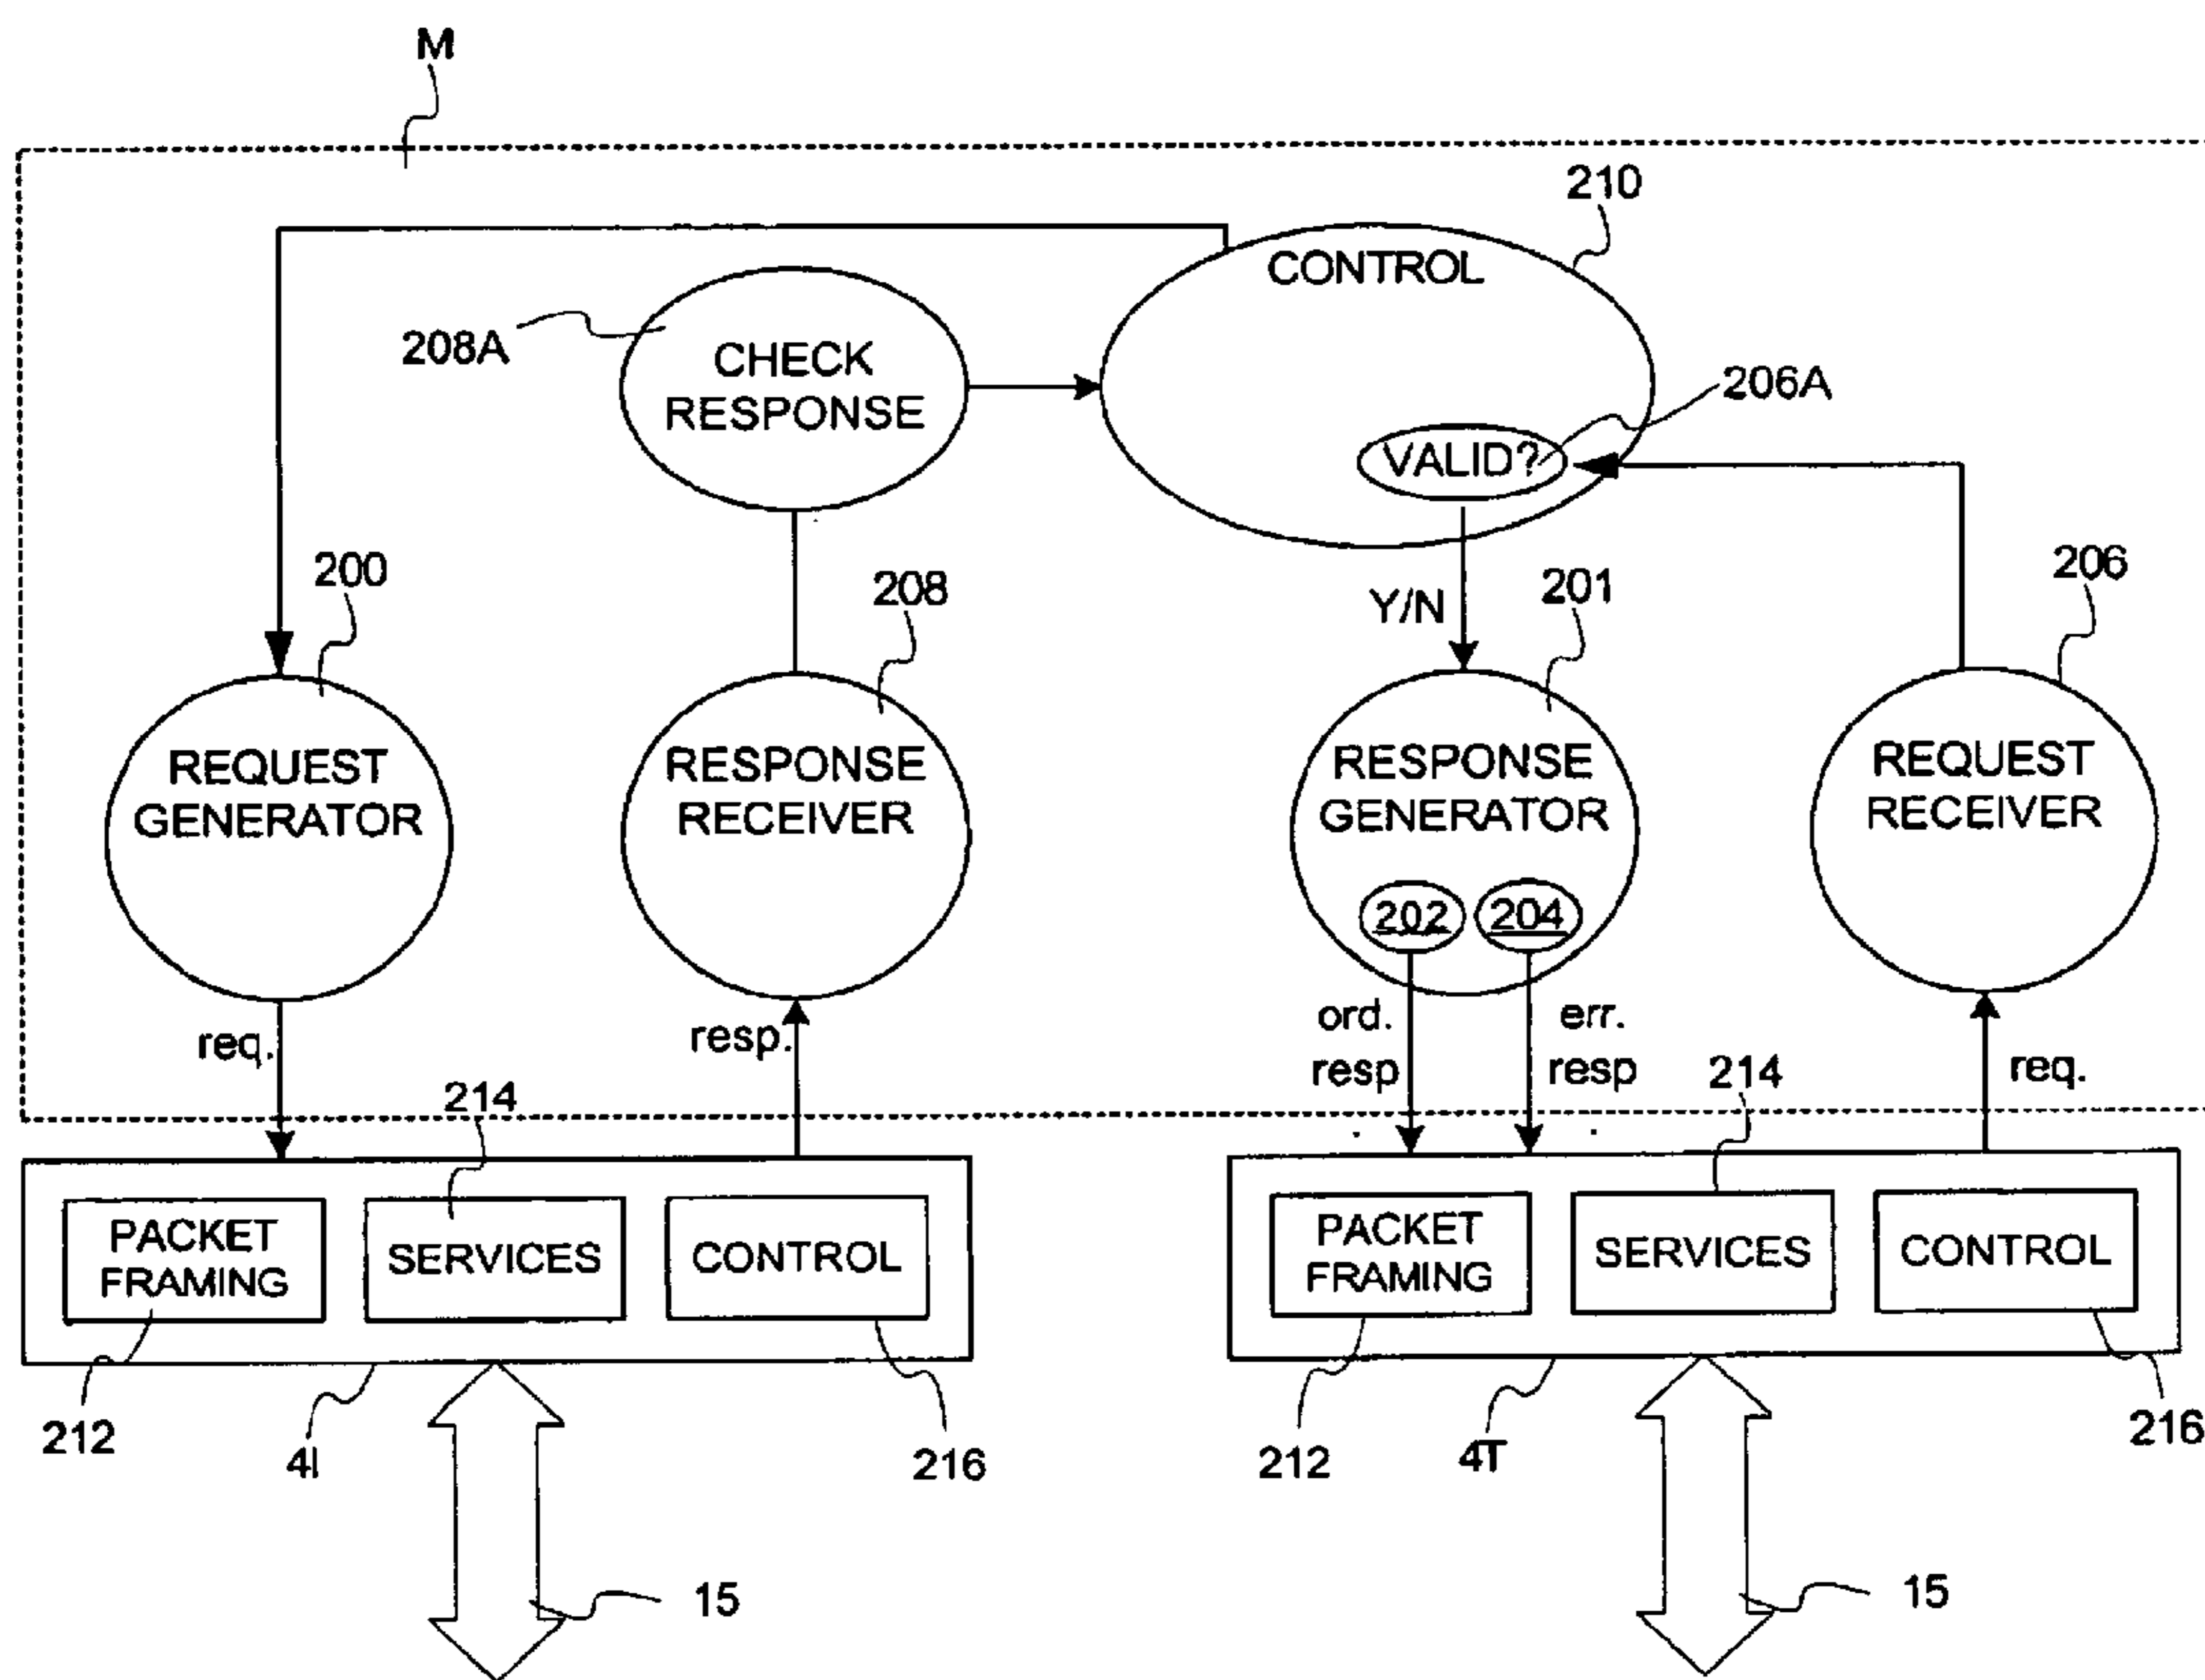 M
210
CONTROL
208A
CHECK
RESPONSE
206A
VALID?
200
208
Y/N
201
206
REQUEST
GENERATOR
RESPONSE
RECEIVER
RESPONSE
GENERATOR
REQUEST
RECEIVER
202
204
req.
resp.
ord.
resp
err.
resp
req.
214
214
PACKET
FRAMING
SERVICES
CONTROL
PACKET
FRAMING
SERVICES
CONTROL
212
4I
216
212
4T
216
15
15